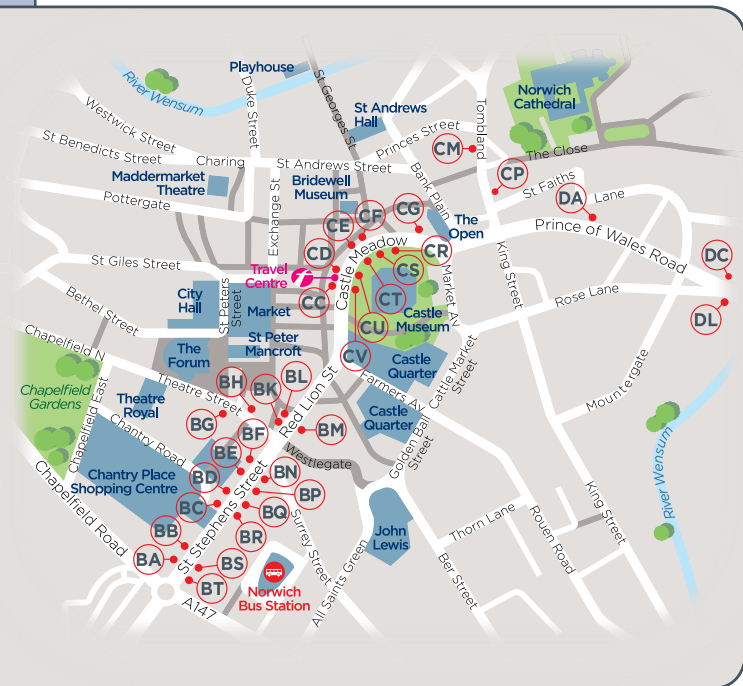 Playhouse
River Wensum
Duke Street
St Georges St
St Andrews
Hall
Tombland
Norwich
Cathedral
Westwick Street
Princes Street
CM
The Close
St Benedicts Street
Charing
St Andrews Street
Bank Plain
CP
St Faiths
Lane
Maddermarket
Theatre
Bridewell
Museum
DA
Pottergate
Exchange St
CE
CF
CG
The
Open
Prince of Wales Road
CD
Castle Meadow
CR
King Street
St Giles Street
Travel
Centre
CS
Market Av
DC
CC
CT
City
Hall
St Peters
Street
Market
Castle
Museum
Rose Lane
DL
Bethel Street
CU
St Peter
Mancroft
CV
Chapelfield N
The
Forum
Castle
Quarter
Castle Market
Street
Theatre Street
BH
BK
BL
Red Lion St
Farmers Av
Mountergate
Chapelfield
Gardens
Chapelfield East
Theatre
Royal
BG
BM
Castle
Quarter
Golden Ball
Street
Chantry Road
BF
BE
Westlegate
River Wensum
Chantry Place
Shopping Centre
BD
BN
BC
BP
King Street
Chapelfield Road
St Stephens Street
BQ
Surrey Street
John
Lewis
Thorn Lane
Rouen Road
BB
BR
BA
BS
All Saints Green
Ber Street
BT
Norwich
Bus Station
A147